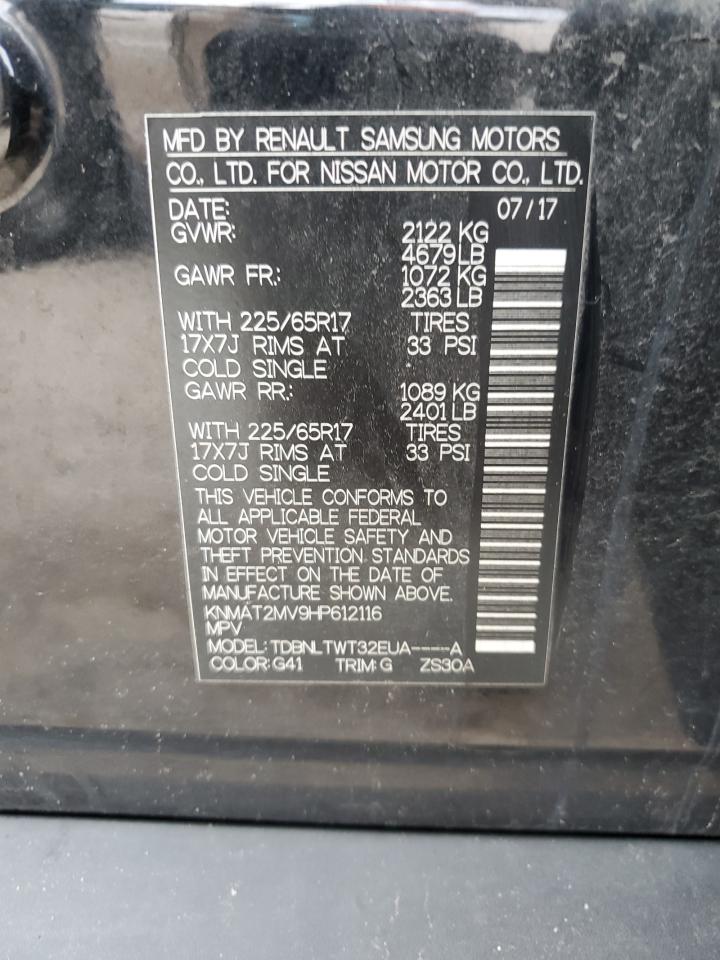 MFD BY RENAULT SAMSUNG MOTORS
CO., LTD. FOR NISSAN MOTOR CO., LTD.
DATE: 07/17
GVWR: 2122 KG
4679 LB
GAWR FR.: 1072 KG
2363 LB
WITH 225/65R17 TIRES
17X7J RIMS AT 33 PSI
COLD SINGLE
GAWR RR.: 1089 KG
2401 LB
WITH 225/65R17 TIRES
17X7J RIMS AT 33 PSI
COLD SINGLE
THIS VEHICLE CONFORMS TO
ALL APPLICABLE FEDERAL
MOTOR VEHICLE SAFETY AND
THEFT PREVENTION STANDARDS
IN EFFECT ON THE DATE OF
MANUFACTURE SHOWN ABOVE.
KNMAT2MV9HP612116
MPV
MODEL: TDBNLTWT32EUA----A
COLOR: G41 TRIM: G ZS30A